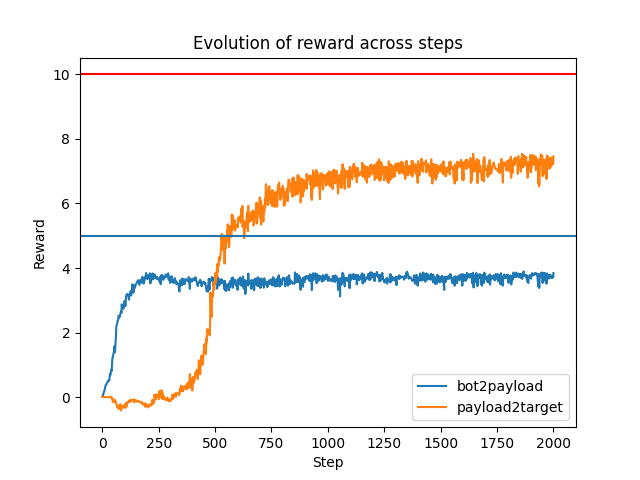 Evolution of reward across steps
10
8
6
4
2
0
Reward
0 250 500 750 1000 1250 1500 1750 2000
Step
bot2payload
payload2target